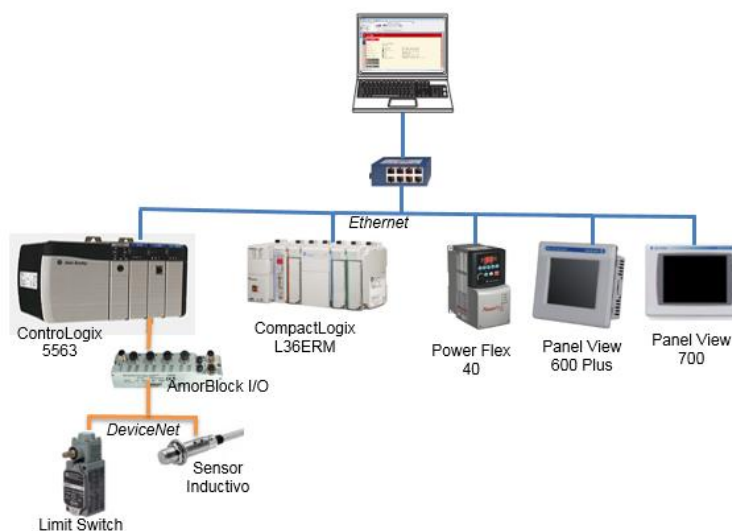 Ethernet
ControLogix
5563
CompactLogix
L36ERM
Power Flex
40
Panel View
600 Plus
Panel View
700
AmorBlock I/O
DeviceNet
Sensor
Inductivo
Limit Switch